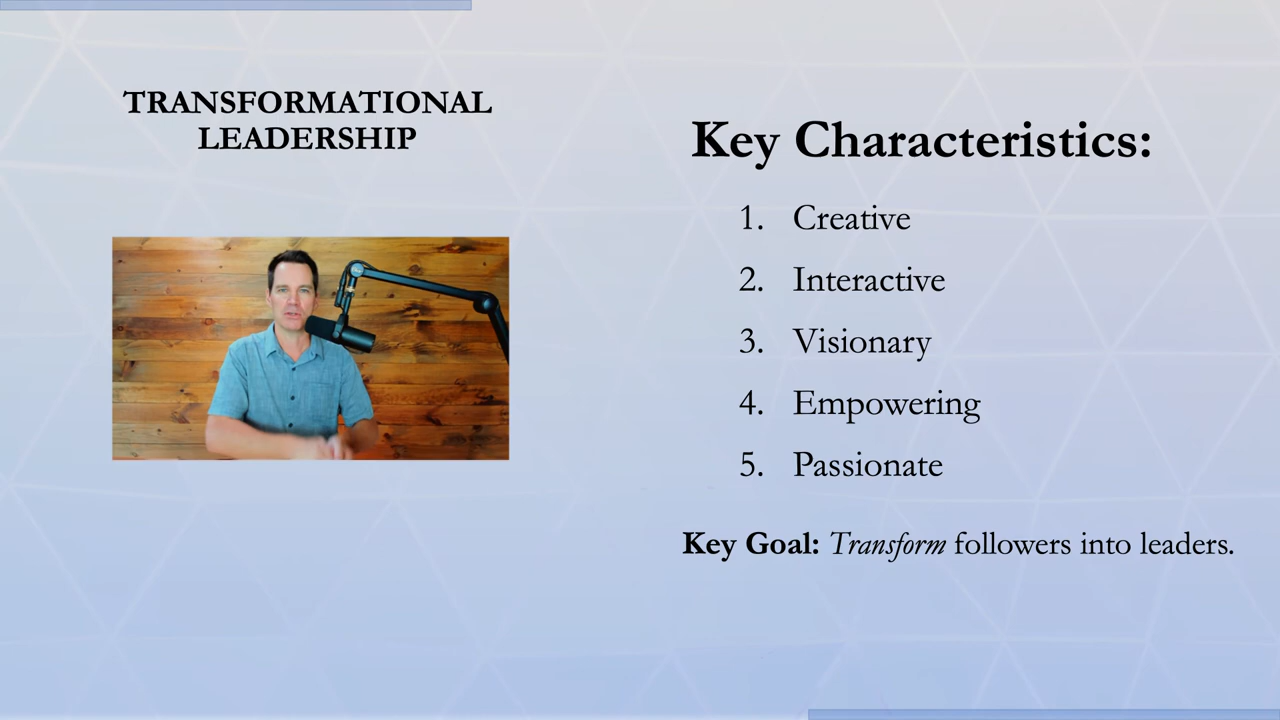 TRANSFORMATIONAL
LEADERSHIP
Key Characteristics:
1. Creative
2. Interactive
3. Visionary
4. Empowering
5. Passionate
Key Goal: Transform followers into leaders.